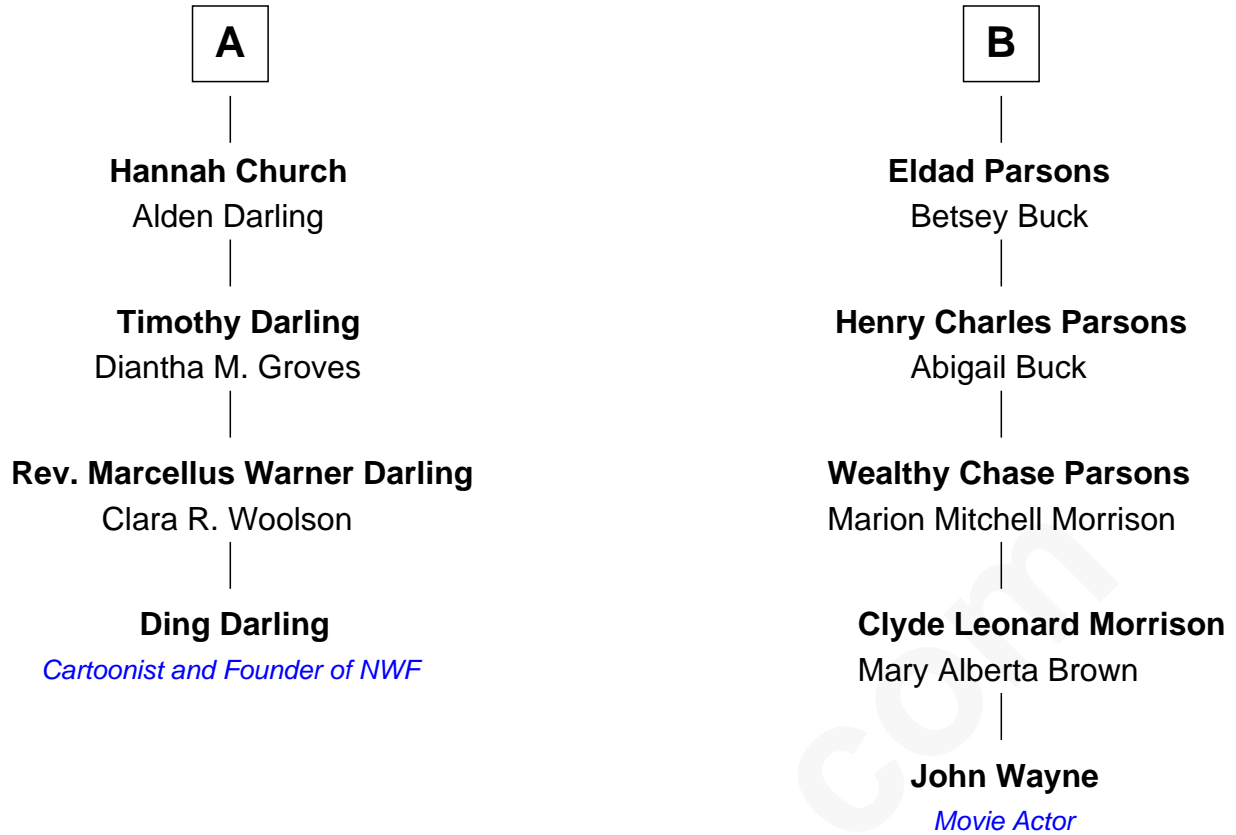 A
Hannah Church
Alden Darling
Timothy Darling
Diantha M. Groves
Rev. Marcellus Warner Darling
Clara R. Woolson
Ding Darling
Cartoonist and Founder of NWF
B
Eldad Parsons
Betsey Buck
Henry Charles Parsons
Abigail Buck
Wealthy Chase Parsons
Marion Mitchell Morrison
Clyde Leonard Morrison
Mary Alberta Brown
John Wayne
Movie Actor
com